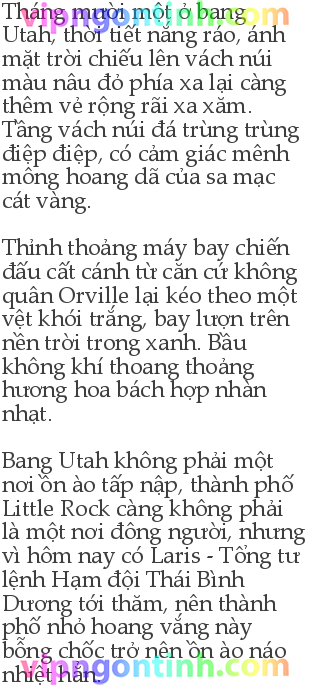 Tháng mười một ở bang
Utah, thời tiết nắng ráo, ánh
mặt trời chiếu lên vách núi
màu nâu đỏ phía xa lại càng
thêm vẻ rộng rãi xa xăm.
Tầng vách núi đá trùng trùng
điệp điệp, có cảm giác mênh
mông hoang dã của sa mạc
cát vàng.
Thỉnh thoảng máy bay chiến
đấu cất cánh từ căn cứ không
quân Orville lại kéo theo một
vệt khói trắng, bay lượn trên
nền trời trong xanh. Bầu
không khí thoang thoảng
hương hoa bách hợp nhàn
nhạt.
Bang Utah không phải một
nơi ồn ào tấp nập, thành phố
Little Rock càng không phải
là một nơi đông người, nhưng
vì hôm nay có Laris - Tổng tư
lệnh Hạm đội Thái Bình
Dương tới thăm, nên thành
phố nhỏ hoang vắng này
bỗng chốc trở nên ồn ào náo
nhiệt hẳn.
vipngontinh.com
vipngontinh.com